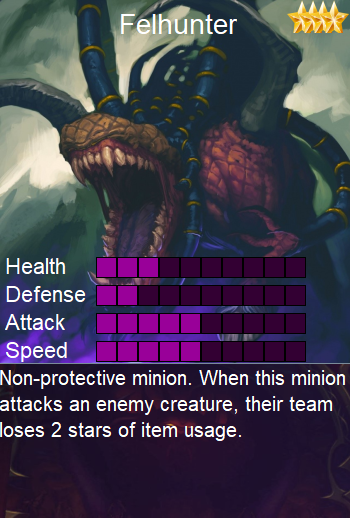 Felhunter
Health
Defense
Attack
Speed
Non-protective minion. When this minion
attacks an enemy creature, their team
loses 2 stars of item usage.